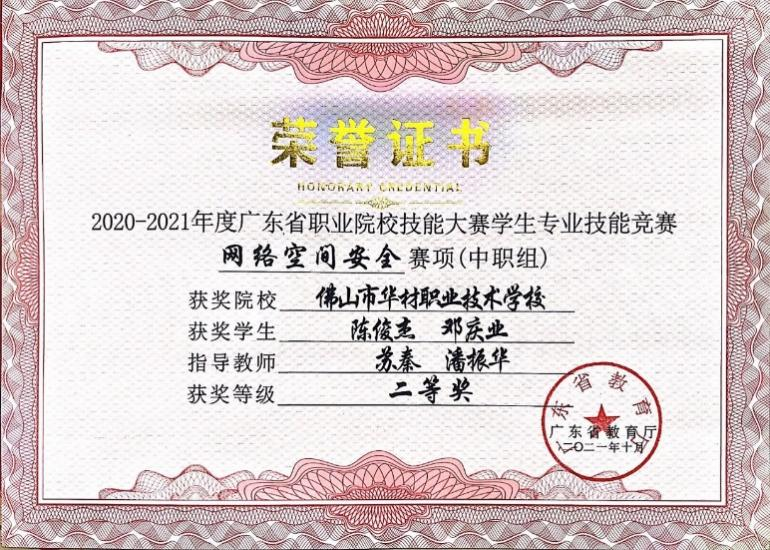 荣誉证书
HONORARY CREDENTIAL
2020-2021年度广东省职业院校技能大赛学生专业技能竞赛
网络空间安全赛项(中职组)
获奖院校 佛山市华材职业技术学校
获奖学生 陈俊杰 邓庆业
指导教师 苏秦 潘振华
获奖等级 二等奖
广东省教育厅
广东省教育厅
二〇二一年十月